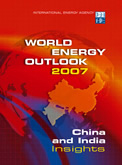 INTERNATIONAL ENERGY AGENCY
WORLD
ENERGY
OUTLOOK
2007
China
and India
Insights